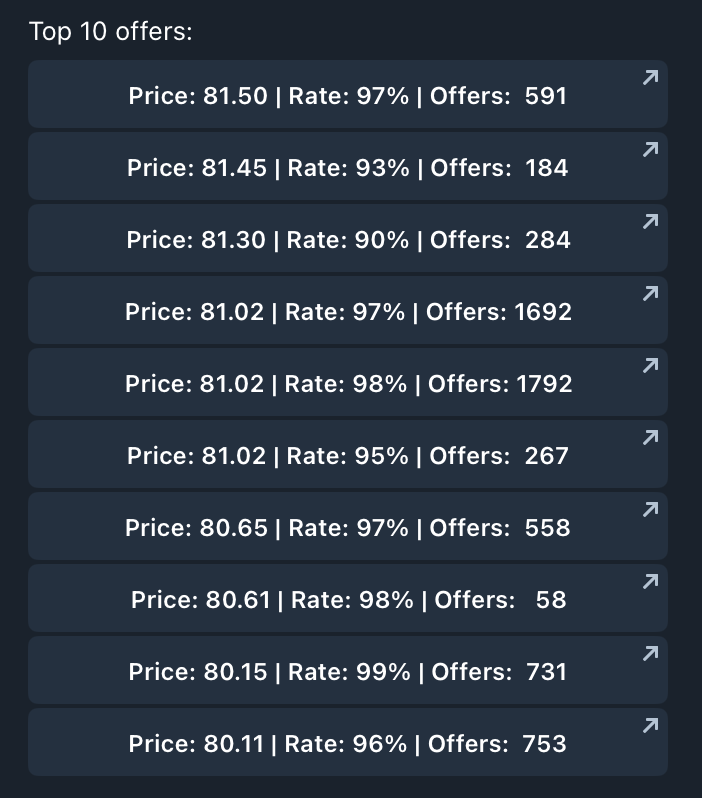 Top 10 offers:
Price: 81.50 | Rate: 97% | Offers:  591
Price: 81.45 | Rate: 93% | Offers:  184
Price: 81.30 | Rate: 90% | Offers:  284
Price: 81.02 | Rate: 97% | Offers: 1692
Price: 81.02 | Rate: 98% | Offers: 1792
Price: 81.02 | Rate: 95% | Offers:  267
Price: 80.65 | Rate: 97% | Offers:  558
Price: 80.61 | Rate: 98% | Offers:   58
Price: 80.15 | Rate: 99% | Offers:  731
Price: 80.11 | Rate: 96% | Offers:  753